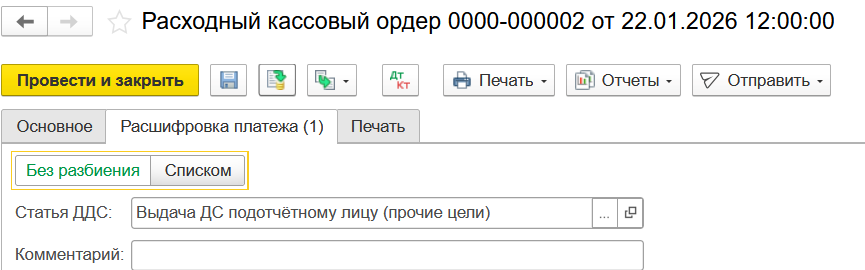 Расходный кассовый ордер 0000-000002 от 22.01.2026 12:00:00
Провести и закрыть Дт Кт Печать Отчеты Отправить
Основное Расшифровка платежа (1) Печать
Без разбиения Списком
Статья ДДС: Выдача ДС подотчётному лицу (прочие цели) ...
Комментарий: